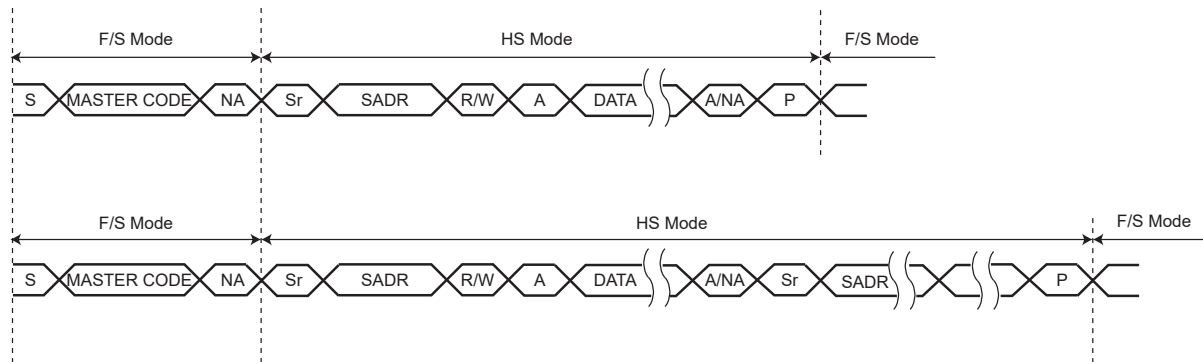 F/S Mode HS Mode F/S Mode
S MASTER CODE NA Sr SADR R/W A DATA A/NA P
F/S Mode HS Mode F/S Mode
S MASTER CODE NA Sr SADR R/W A DATA A/NA Sr SADR P